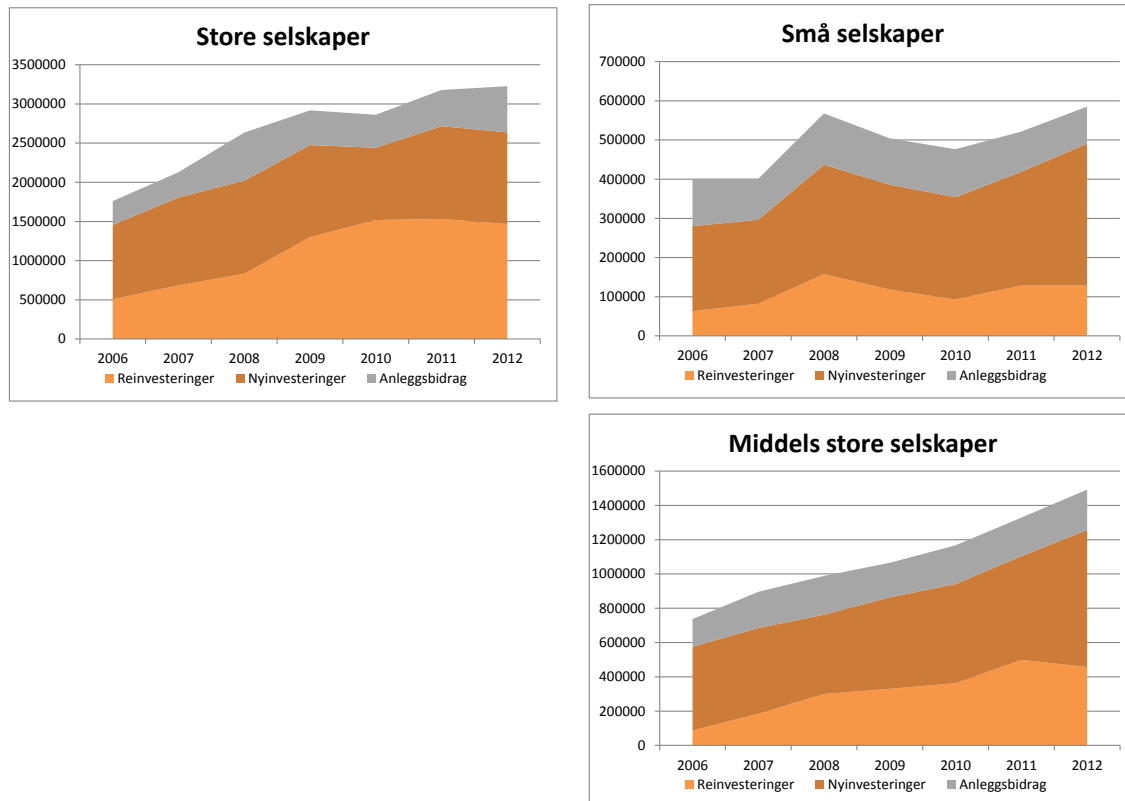 Store selskaper
3500000
3000000
2500000
2000000
1500000
1000000
500000
0
2006 2007 2008 2009 2010 2011 2012
Reinvesteringer Nyinvesteringer Anleggsbidrag
Små selskaper
700000
600000
500000
400000
300000
200000
100000
0
2006 2007 2008 2009 2010 2011 2012
Reinvesteringer Nyinvesteringer Anleggsbidrag
Middels store selskaper
1600000
1400000
1200000
1000000
800000
600000
400000
200000
0
2006 2007 2008 2009 2010 2011 2012
Reinvesteringer Nyinvesteringer Anleggsbidrag